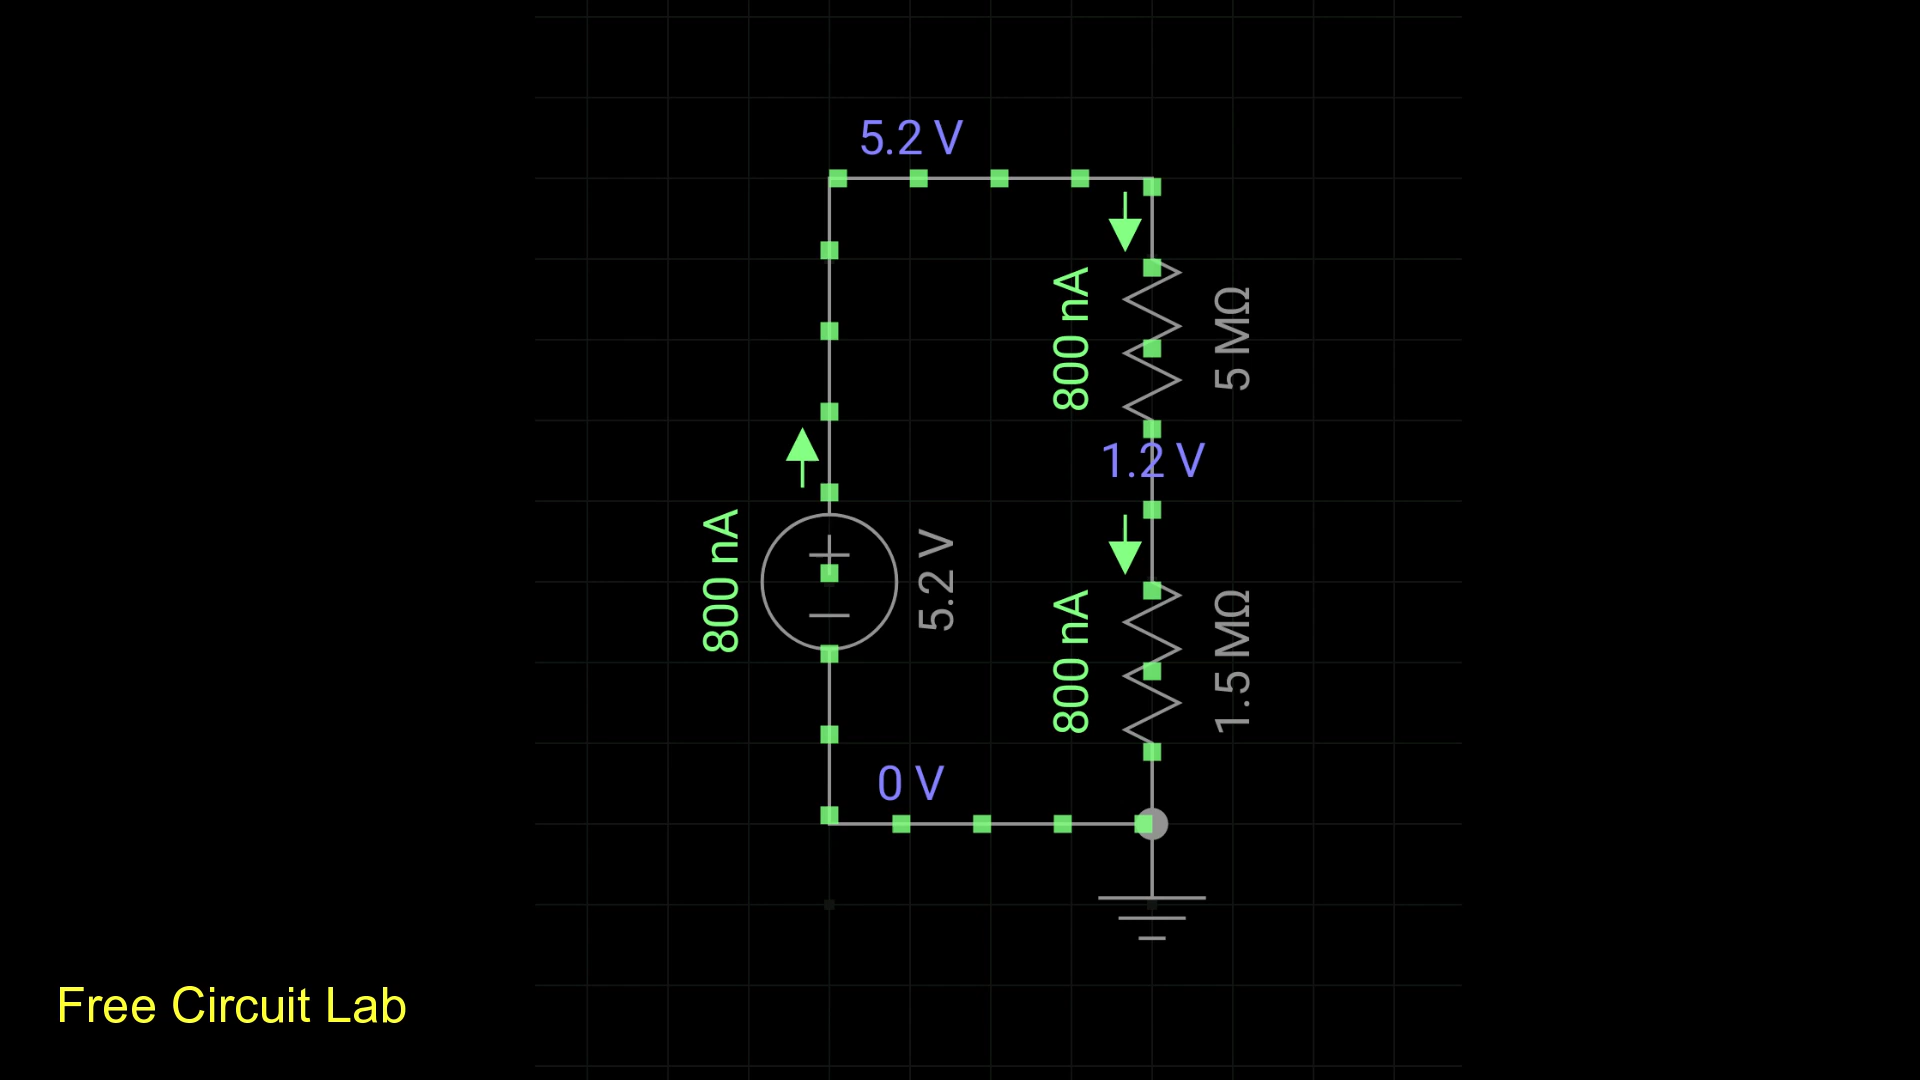 5.2 V
800 nA
5 MΩ
1.2 V
800 nA
5.2 V
800 nA
1.5 MΩ
0 V
Free Circuit Lab